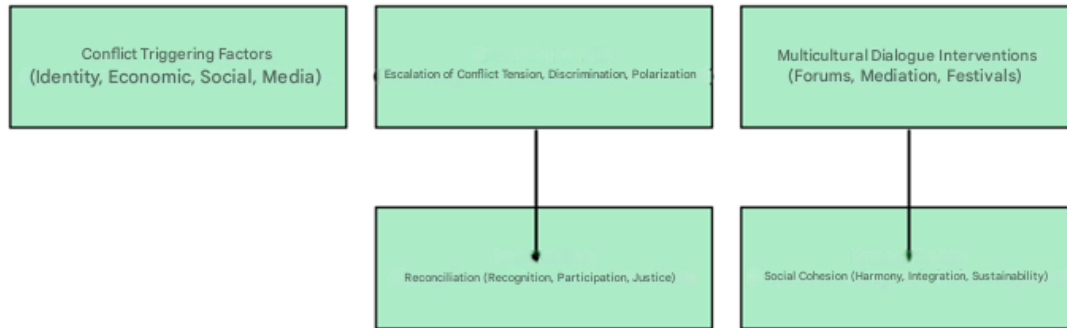 Conflict Triggering Factors
(Identity, Economic, Social, Media)
Escalation of Conflict Tension, Discrimination, Polarization
Multicultural Dialogue Interventions
(Forums, Mediation, Festivals)
Reconciliation (Recognition, Participation, Justice)
Social Cohesion (Harmony, Integration, Sustainability)